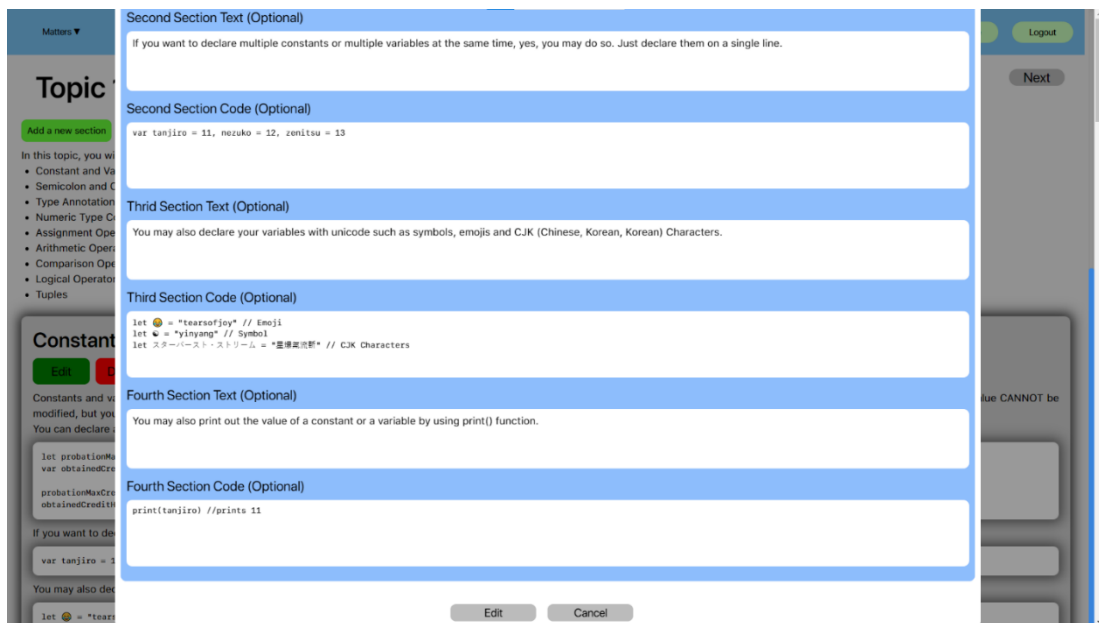 Matters ▼
Logout
Next
Topic
Add a new section
In this topic, you wi
• Constant and Va
• Semicolon and C
• Type Annotation
• Numeric Type C
• Assignment Ope
• Arithmetic Opera
• Comparison Ope
• Logical Operator
• Tuples
Constant
Edit
Constants and va
lue CANNOT be
modified, but you
You can declare a
let probationMa
var obtainedCre
probationMaxCre
obtainedCreditH
If you want to de
var tanjiro = 1
You may also dec
let 😂 = "tears
Second Section Text (Optional)
If you want to declare multiple constants or multiple variables at the same time, yes, you may do so. Just declare them on a single line.
Second Section Code (Optional)
var tanjiro = 11, nezuko = 12, zenitsu = 13
Thrid Section Text (Optional)
You may also declare your variables with unicode such as symbols, emojis and CJK (Chinese, Korean, Korean) Characters.
Third Section Code (Optional)
let 😂 = "tearsofjoy" // Emoji
let ☯ = "yinyang" // Symbol
let スターバースト・ストリーム = "星爆氣流斬" // CJK Characters
Fourth Section Text (Optional)
You may also print out the value of a constant or a variable by using print() function.
Fourth Section Code (Optional)
print(tanjiro) //prints 11
Edit
Cancel